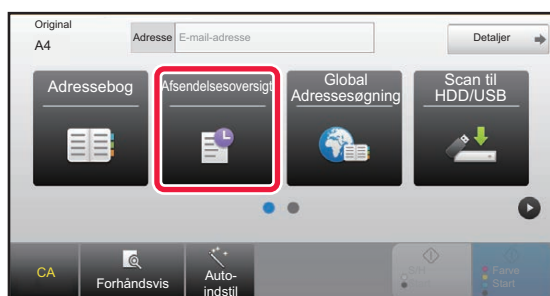 Original
A4
Adresse E-mail-adresse
Detaljer
Adressebog
Afsendelsesoversigt
Global
Adressesøgning
Scan til
HDD/USB
CA
Forhåndsvis
Auto-
indstil
Farve
Start